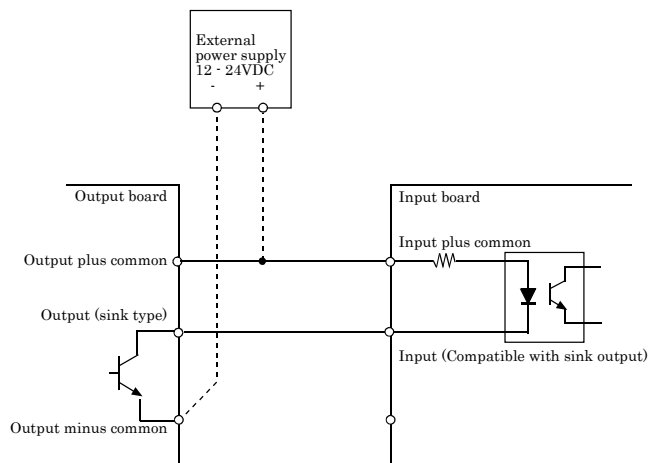 External
power supply
12 - 24VDC
- +
Output board
Input board
Input plus common
Output plus common
Output (sink type)
Input (Compatible with sink output)
Output minus common